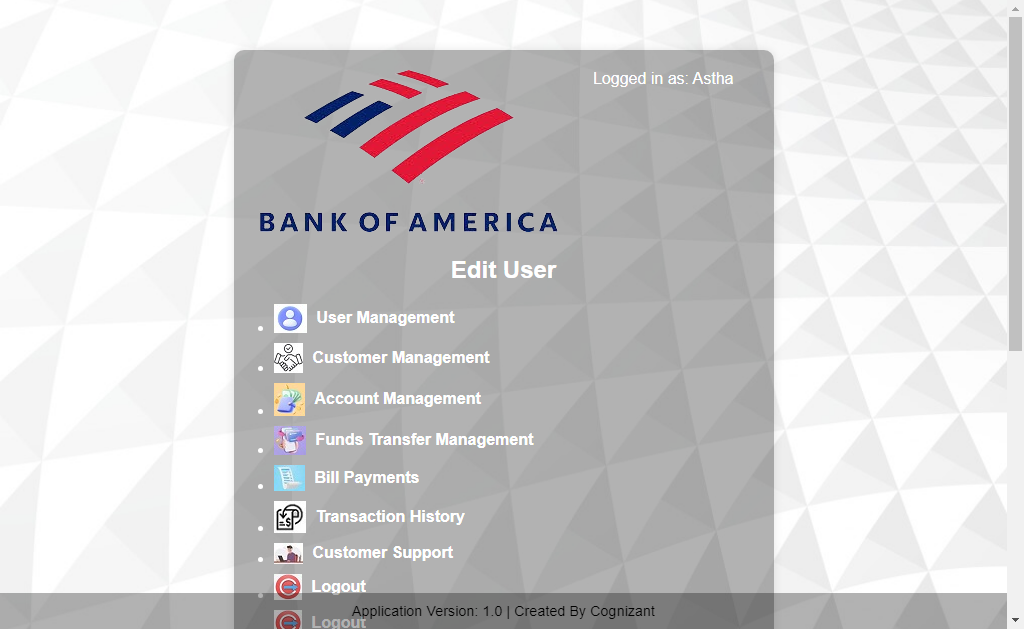 Logged in as: Astha
BANK OF AMERICA
Edit User
User Management
Customer Management
Account Management
Funds Transfer Management
Bill Payments
Transaction History
Customer Support
Logout
Application Version: 1.0 | Created By Cognizant
Logout